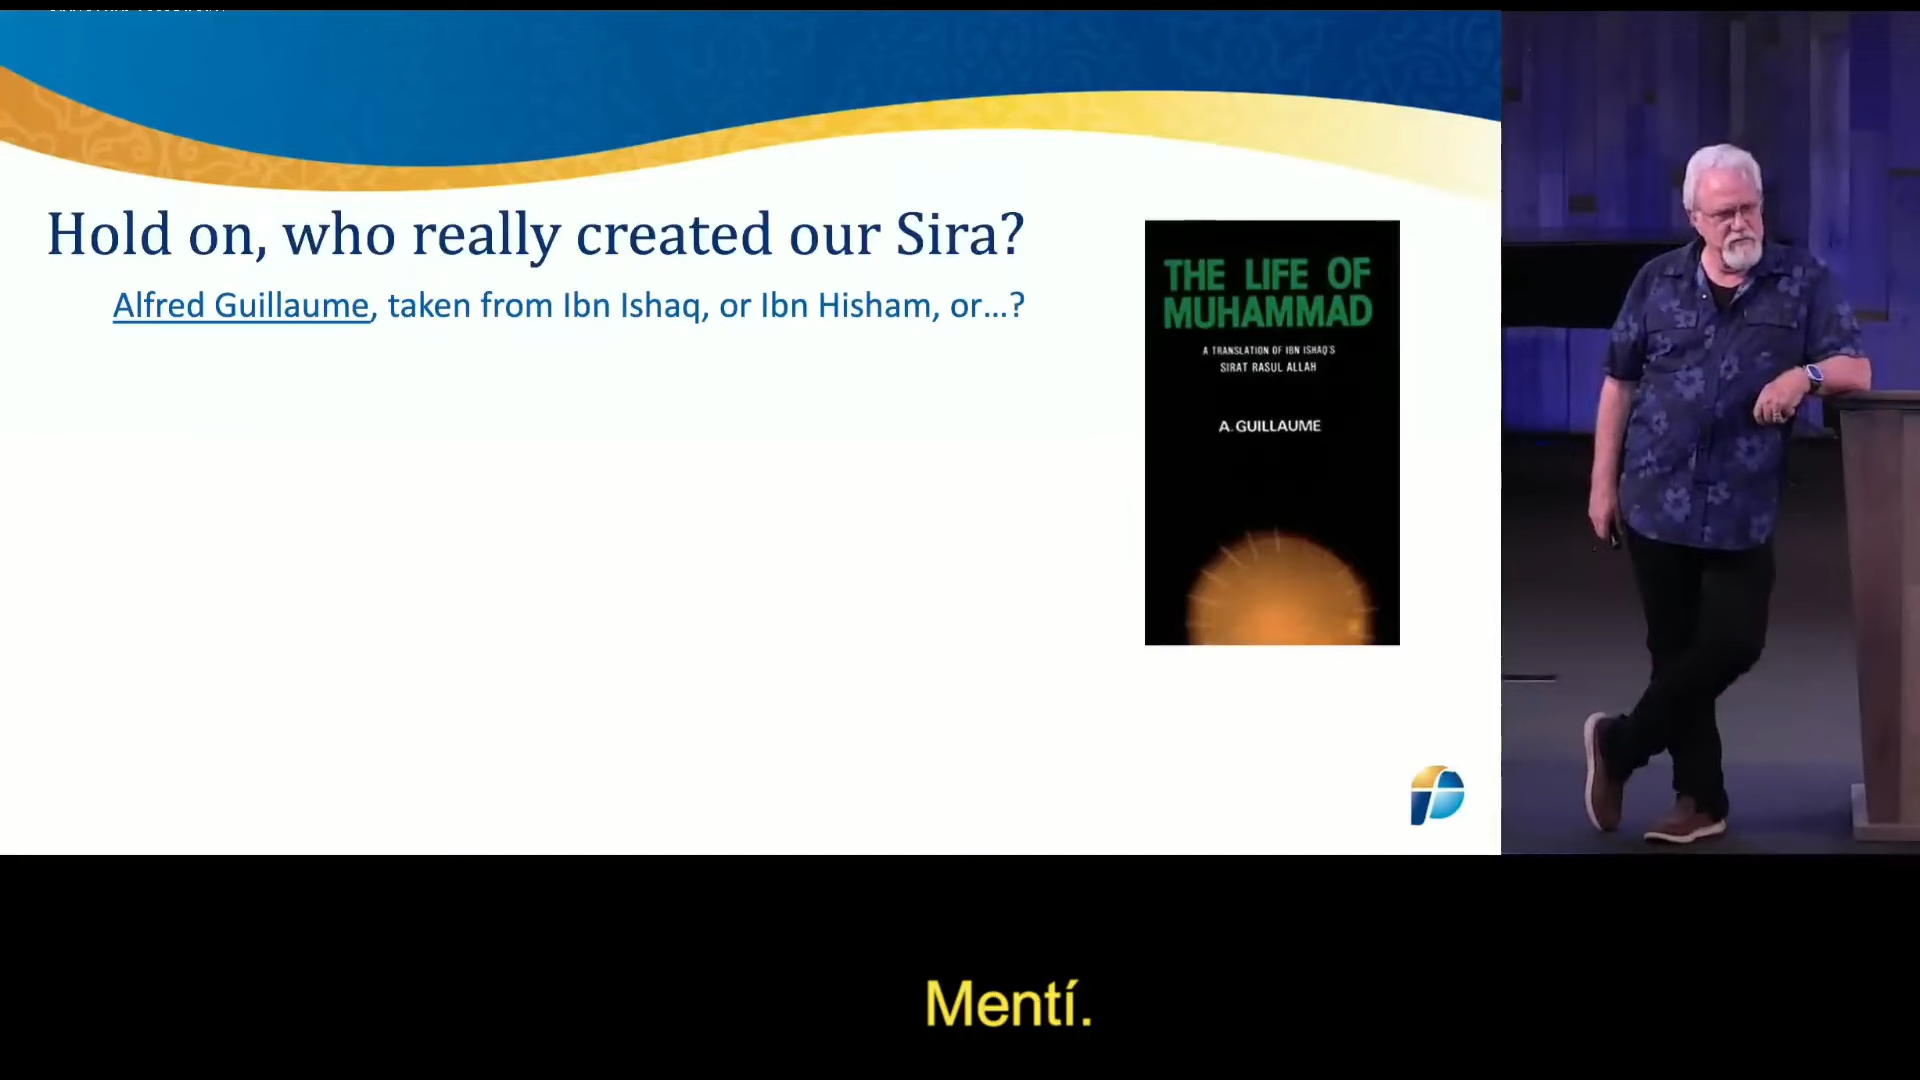 Hold on, who really created our Sira?
Alfred Guillaume, taken from Ibn Ishaq, or Ibn Hisham, or...?
THE LIFE OF
MUHAMMAD
A TRANSLATION OF IBN ISHAQ'S
SIRAT RASUL ALLAH
A. GUILLAUME
Mentí.